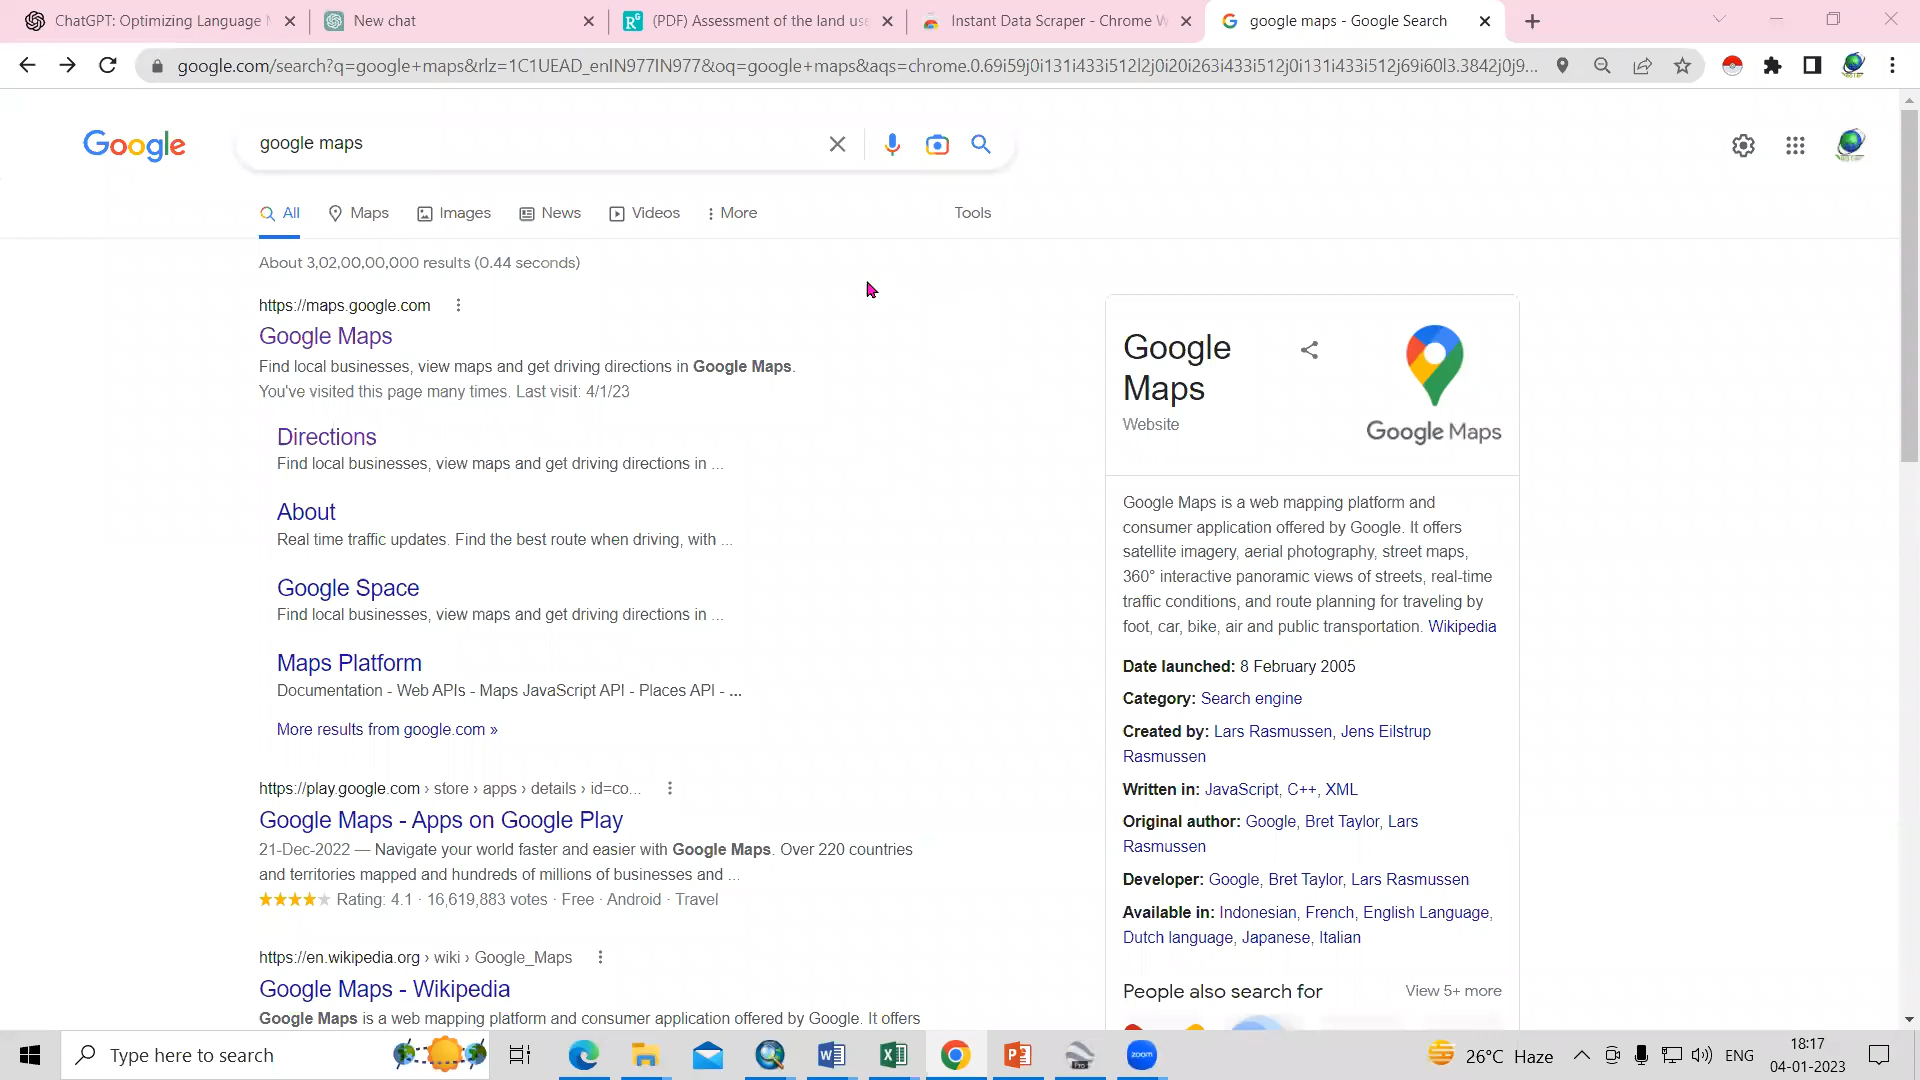 ChatGPT: Optimizing Language M
New chat
(PDF) Assessment of the land use
Instant Data Scraper - Chrome W
google maps - Google Search
google.com/search?q=google+maps&rlz=1C1UEAD_enIN977IN977&oq=google+maps&aqs=chrome.0.69i59j0i131i433i512l2j0i20i263i433i512j0i131i433i512j69i60l3.3842j0j9...
Google
google maps
All
Maps
Images
News
Videos
More
Tools
About 3,02,00,00,000 results (0.44 seconds)
https://maps.google.com
Google Maps
Find local businesses, view maps and get driving directions in Google Maps.
You've visited this page many times. Last visit: 4/1/23
Directions
Find local businesses, view maps and get driving directions in ...
About
Real time traffic updates. Find the best route when driving, with ...
Google Space
Find local businesses, view maps and get driving directions in ...
Maps Platform
Documentation - Web APIs - Maps JavaScript API - Places API - ...
More results from google.com »
https://play.google.com › store › apps › details › id=co...
Google Maps - Apps on Google Play
21-Dec-2022 — Navigate your world faster and easier with Google Maps. Over 220 countries
and territories mapped and hundreds of millions of businesses and ...
Rating: 4.1 · 16,619,883 votes · Free · Android · Travel
https://en.wikipedia.org › wiki › Google_Maps
Google Maps - Wikipedia
Google Maps is a web mapping platform and consumer application offered by Google. It offers
Google
Maps
Website
Google Maps
Google Maps is a web mapping platform and
consumer application offered by Google. It offers
satellite imagery, aerial photography, street maps,
360° interactive panoramic views of streets, real-time
traffic conditions, and route planning for traveling by
foot, car, bike, air and public transportation. Wikipedia
Date launched: 8 February 2005
Category: Search engine
Created by: Lars Rasmussen, Jens Eilstrup
Rasmussen
Written in: JavaScript, C++, XML
Original author: Google, Bret Taylor, Lars
Rasmussen
Developer: Google, Bret Taylor, Lars Rasmussen
Available in: Indonesian, French, English Language,
Dutch language, Japanese, Italian
People also search for
View 5+ more
Type here to search
zoom
26°C Haze
ENG
18:17
04-01-2023